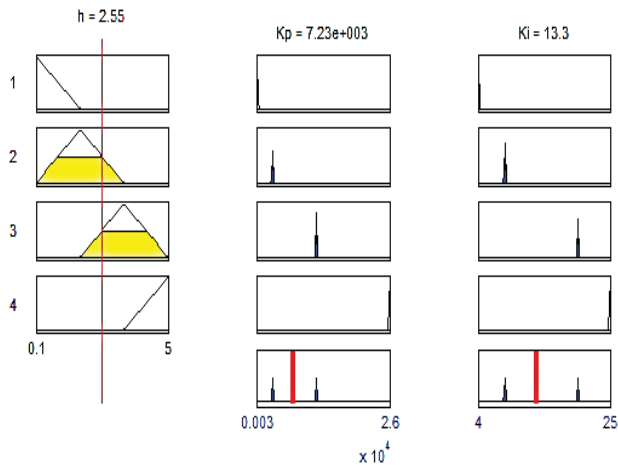 h = 2.55
Kp = 7.23e+003
Ki = 13.3
1
2
3
4
0.1 5
0.003 2.6
4 25
x 10^4